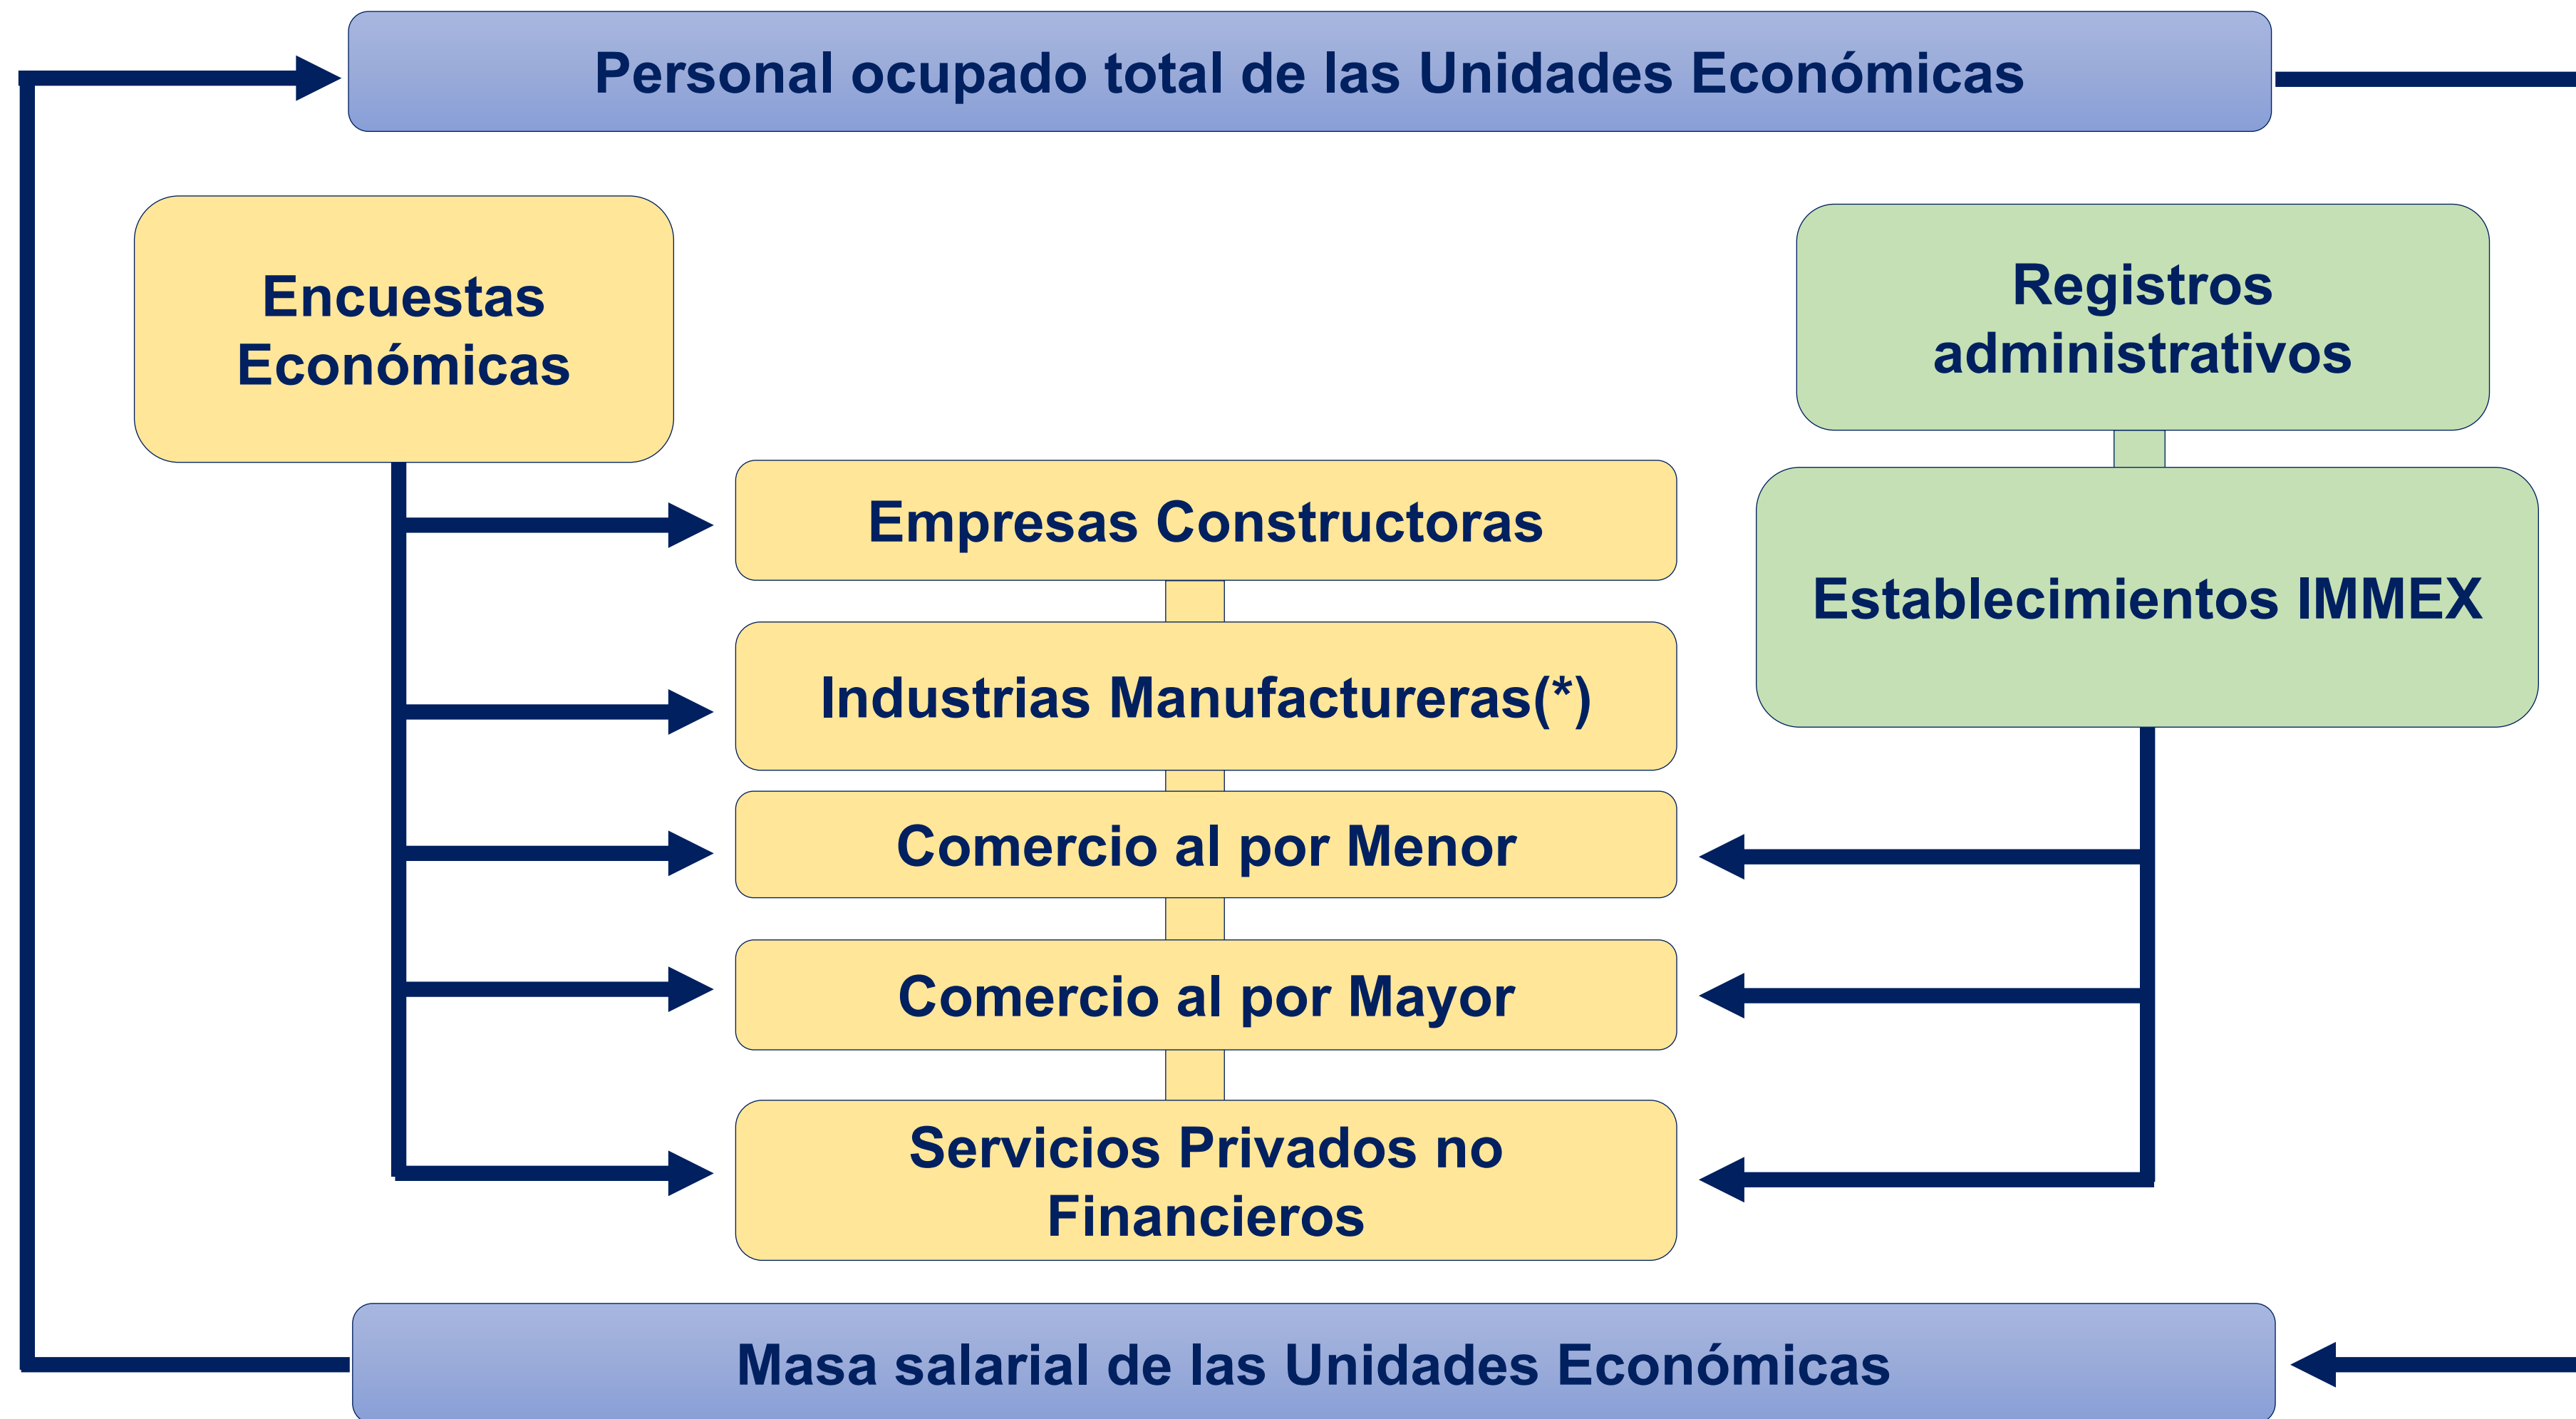 Personal ocupado total de las Unidades Económicas
Encuestas
Económicas
Registros
administrativos
Empresas Constructoras
Establecimientos IMMEX
Industrias Manufactureras(*)
Comercio al por Menor
Comercio al por Mayor
Servicios Privados no
Financieros
Masa salarial de las Unidades Económicas